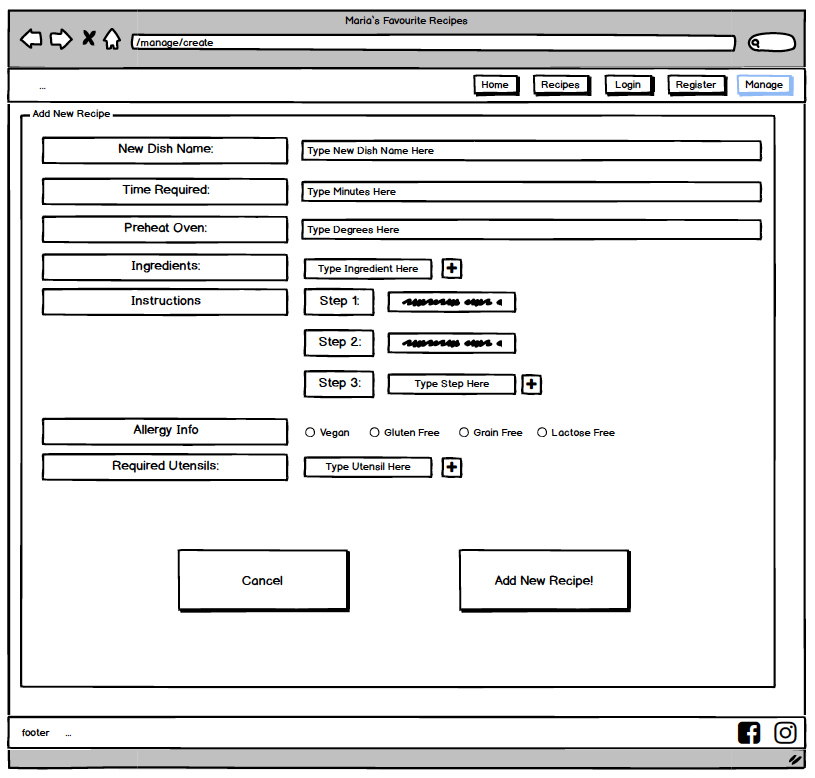 Maria's Favourite Recipes
/manage/create
... Home Recipes Login Register Manage
Add New Recipe
New Dish Name: Type New Dish Name Here
Time Required: Type Minutes Here
Preheat Oven: Type Degrees Here
Ingredients: Type Ingredient Here
Instructions Step 1:
Step 2:
Step 3: Type Step Here
Allergy Info Vegan Gluten Free Grain Free Lactose Free
Required Utensils: Type Utensil Here
Cancel Add New Recipe!
footer ...